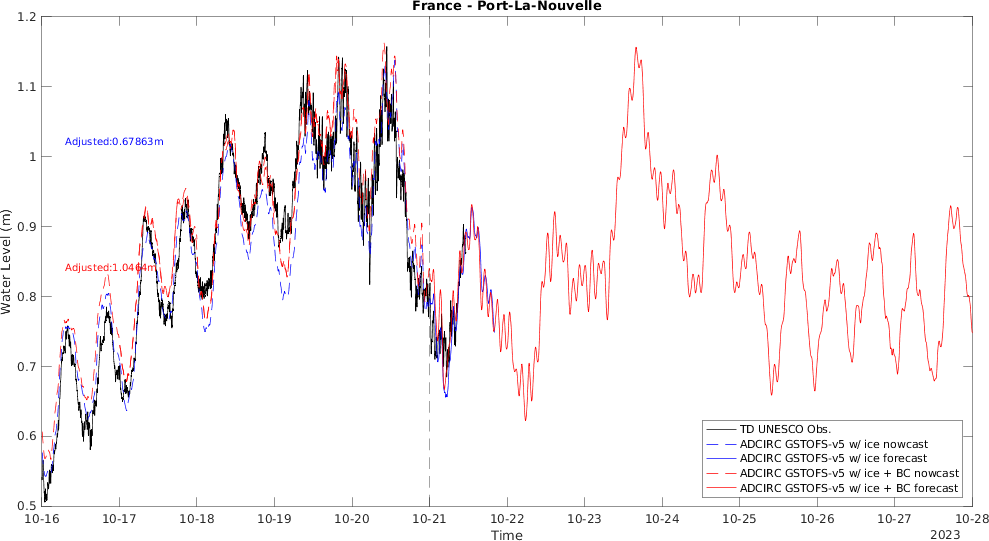 France - Port-La-Nouvelle
1.2
1.1
1
0.9
0.8
0.7
0.6
0.5
Water Level (m)
Adjusted:0.67863m
Adjusted:1.0464m
TD UNESCO Obs.
ADCIRC GSTOFS-v5 w/ ice nowcast
ADCIRC GSTOFS-v5 w/ ice forecast
ADCIRC GSTOFS-v5 w/ ice + BC nowcast
ADCIRC GSTOFS-v5 w/ ice + BC forecast
10-16 10-17 10-18 10-19 10-20 10-21 10-22 10-23 10-24 10-25 10-26 10-27 10-28
Time
2023